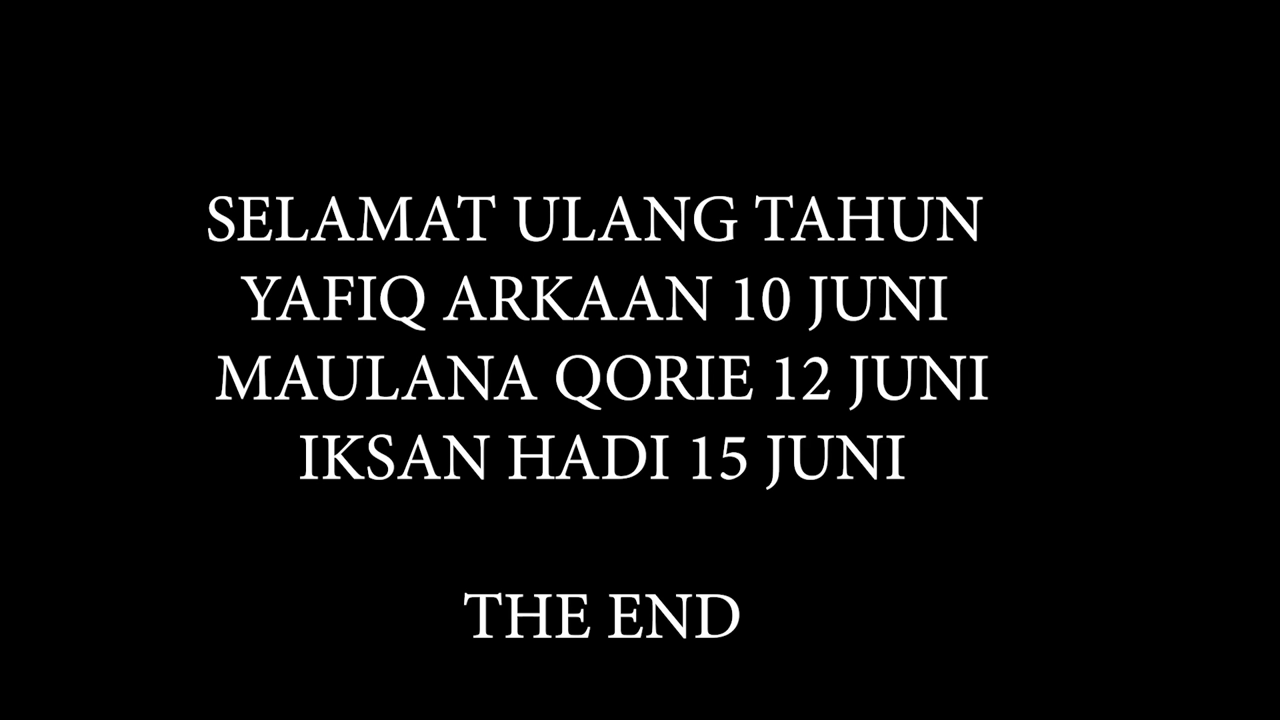 SELAMAT ULANG TAHUN
YAFIQ ARKAAN 10 JUNI
MAULANA QORIE 12 JUNI
IKSAN HADI 15 JUNI
THE END